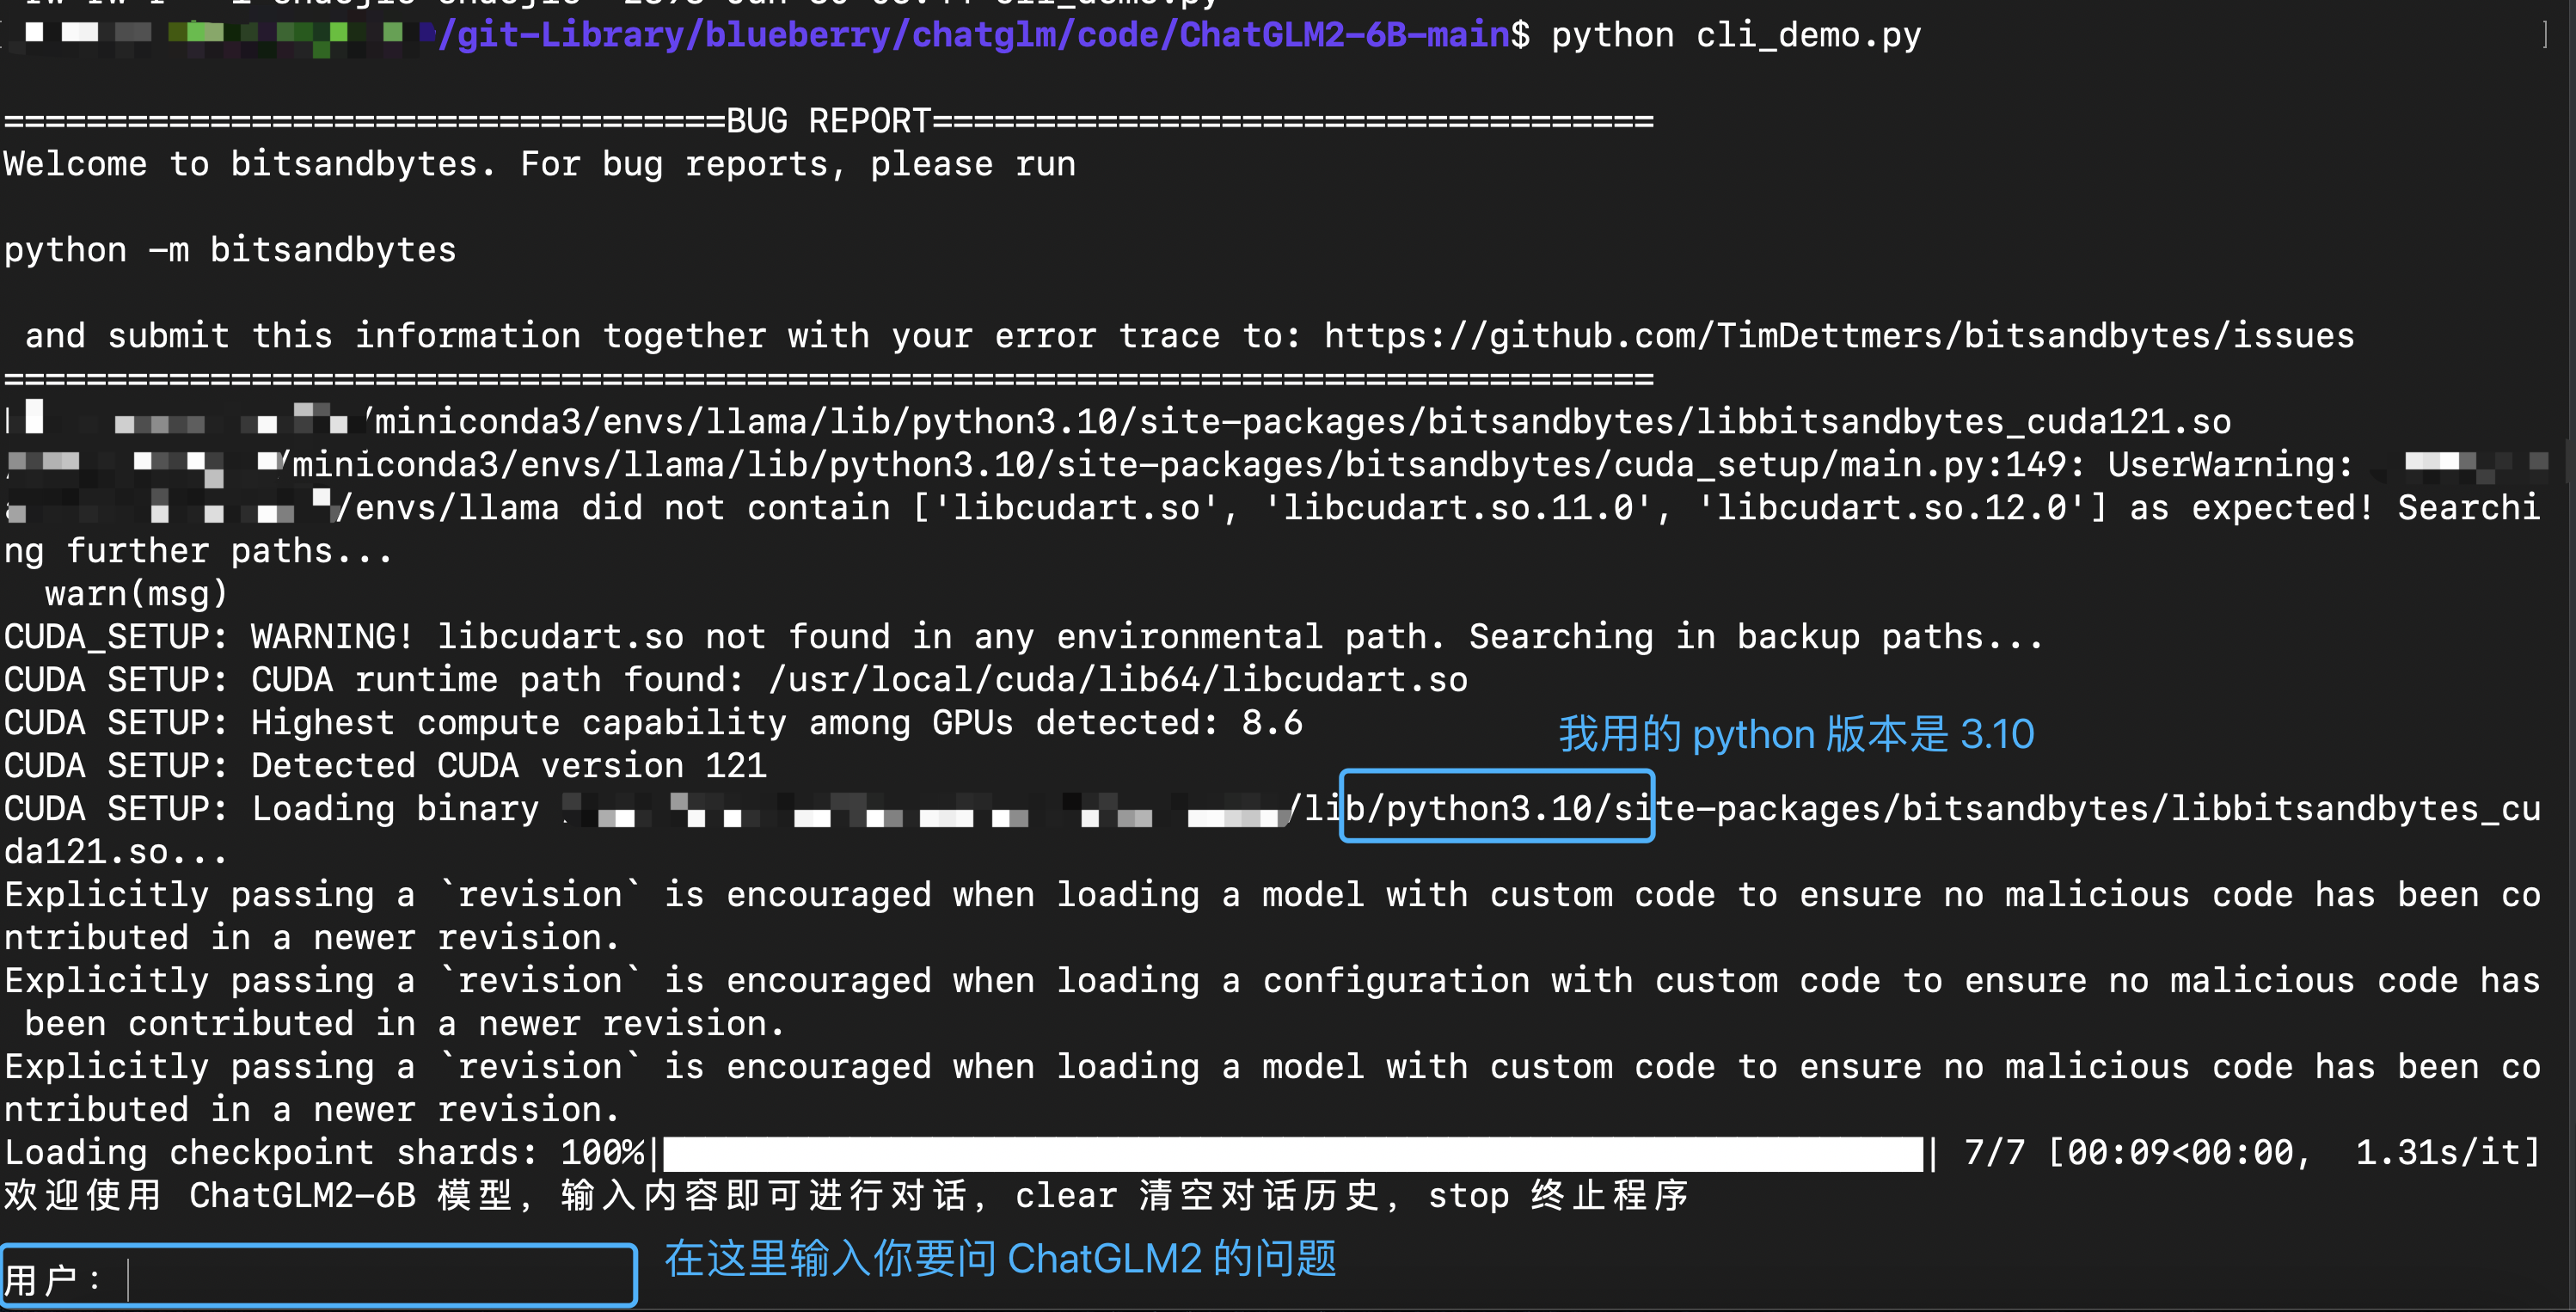 cli_demo.py
/git-Library/blueberry/chatglm/code/ChatGLM2-6B-main$ python cli_demo.py
===================================BUG REPORT===================================
Welcome to bitsandbytes. For bug reports, please run
python -m bitsandbytes
and submit this information together with your error trace to: https://github.com/TimDettmers/bitsandbytes/issues
================================================================================
/miniconda3/envs/llama/lib/python3.10/site-packages/bitsandbytes/libbitsandbytes_cuda121.so
/miniconda3/envs/llama/lib/python3.10/site-packages/bitsandbytes/cuda_setup/main.py:149: UserWarning:
/envs/llama did not contain ['libcudart.so', 'libcudart.so.11.0', 'libcudart.so.12.0'] as expected! Searchi
ng further paths...
warn(msg)
CUDA_SETUP: WARNING! libcudart.so not found in any environmental path. Searching in backup paths...
CUDA SETUP: CUDA runtime path found: /usr/local/cuda/lib64/libcudart.so
CUDA SETUP: Highest compute capability among GPUs detected: 8.6
我用的 python 版本是 3.10
CUDA SETUP: Detected CUDA version 121
CUDA SETUP: Loading binary /lib/python3.10/site-packages/bitsandbytes/libbitsandbytes_cu
da121.so...
Explicitly passing a `revision` is encouraged when loading a model with custom code to ensure no malicious code has been co
ntributed in a newer revision.
Explicitly passing a `revision` is encouraged when loading a configuration with custom code to ensure no malicious code has
been contributed in a newer revision.
Explicitly passing a `revision` is encouraged when loading a model with custom code to ensure no malicious code has been co
ntributed in a newer revision.
Loading checkpoint shards: 100%| | 7/7 [00:09<00:00, 1.31s/it]
欢迎使用 ChatGLM2-6B 模型，输入内容即可进行对话，clear 清空对话历史，stop 终止程序
用户：
在这里输入你要问 ChatGLM2 的问题